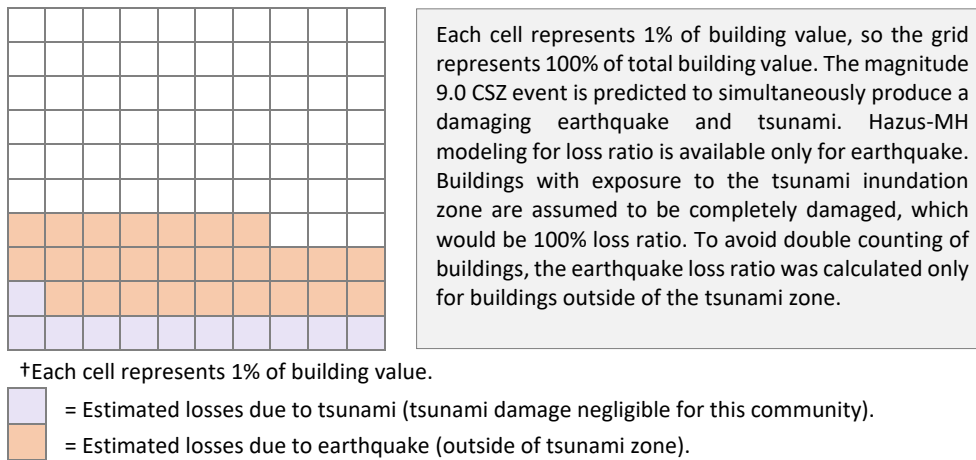 Each cell represents 1% of building value, so the grid
represents 100% of total building value. The magnitude
9.0 CSZ event is predicted to simultaneously produce a
damaging earthquake and tsunami. Hazus-MH
modeling for loss ratio is available only for earthquake.
Buildings with exposure to the tsunami inundation
zone are assumed to be completely damaged, which
would be 100% loss ratio. To avoid double counting of
buildings, the earthquake loss ratio was calculated only
for buildings outside of the tsunami zone.
†Each cell represents 1% of building value.
= Estimated losses due to tsunami (tsunami damage negligible for this community).
= Estimated losses due to earthquake (outside of tsunami zone).